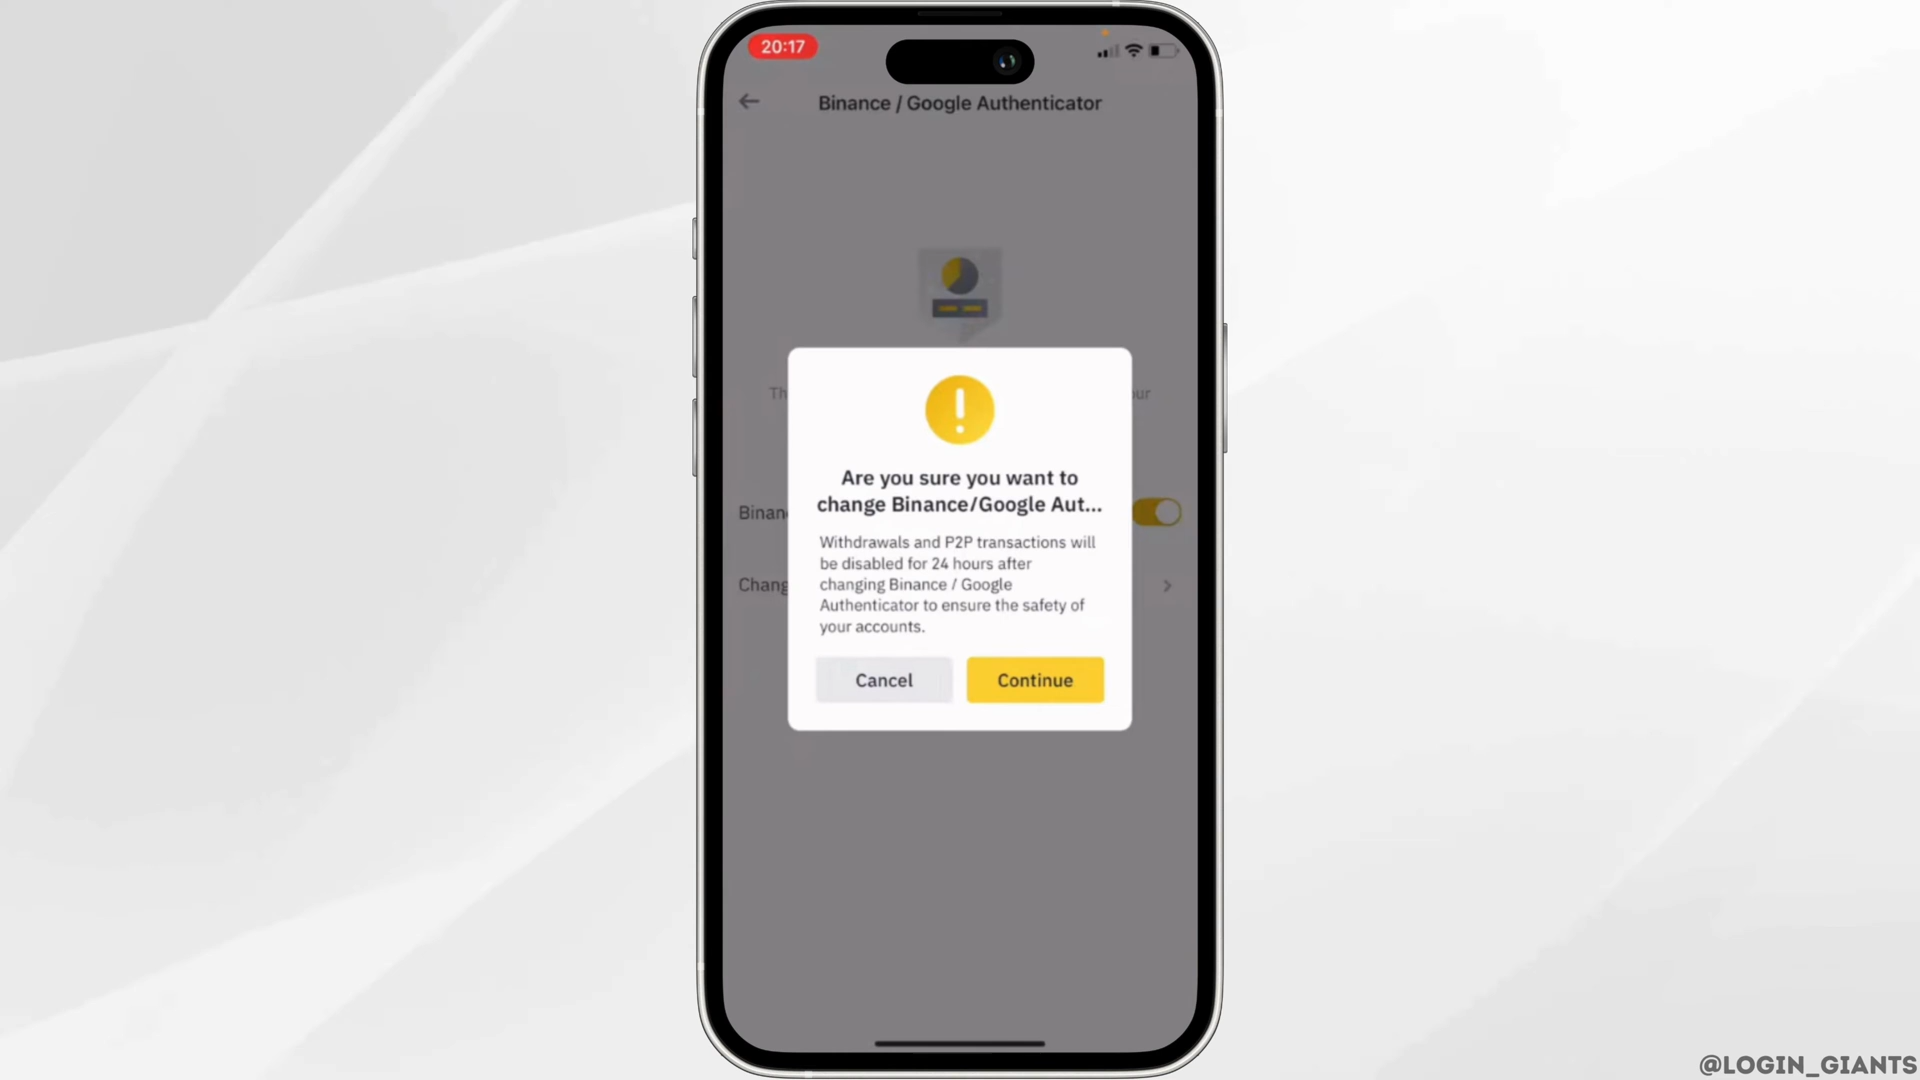 20:17
Binance / Google Authenticator
Th
our
Are you sure you want to
change Binance/Google Aut...
Binan
Withdrawals and P2P transactions will
be disabled for 24 hours after
changing Binance / Google
Authenticator to ensure the safety of
your accounts.
Chang
Cancel
Continue
@LOGIN_GIANTS